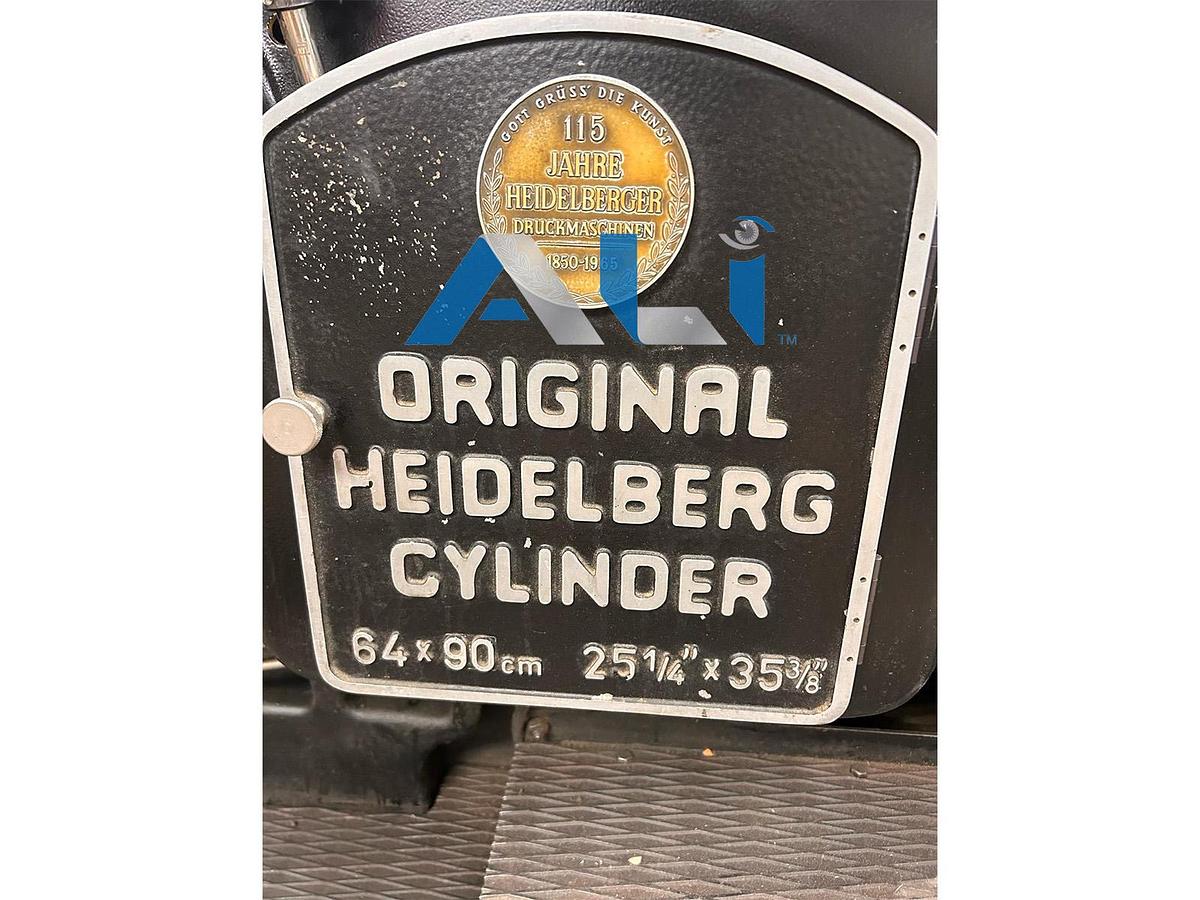 GOTT GRÜSS' DIE KUNST
115
JAHRE
HEIDELBERGER
DRUCKMASCHINEN
1850-1965
ALi™
ORIGINAL
HEIDELBERG
CYLINDER
64 x 90 cm 25 1/4" x 35 3/8"